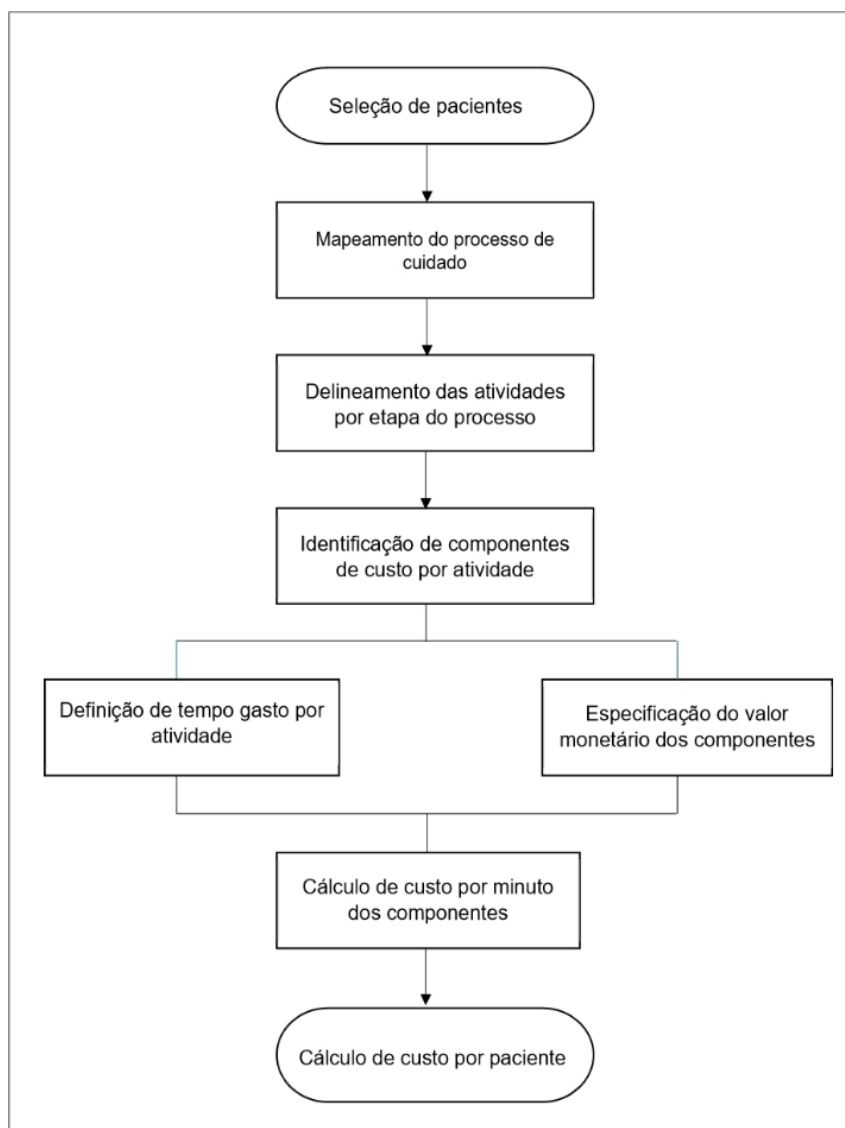 Seleção de pacientes
Mapeamento do processo de
cuidado
Delineamento das atividades
por etapa do processo
Identificação de componentes
de custo por atividade
Definição de tempo gasto por
atividade
Especificação do valor
monetário dos componentes
Cálculo de custo por minuto
dos componentes
Cálculo de custo por paciente